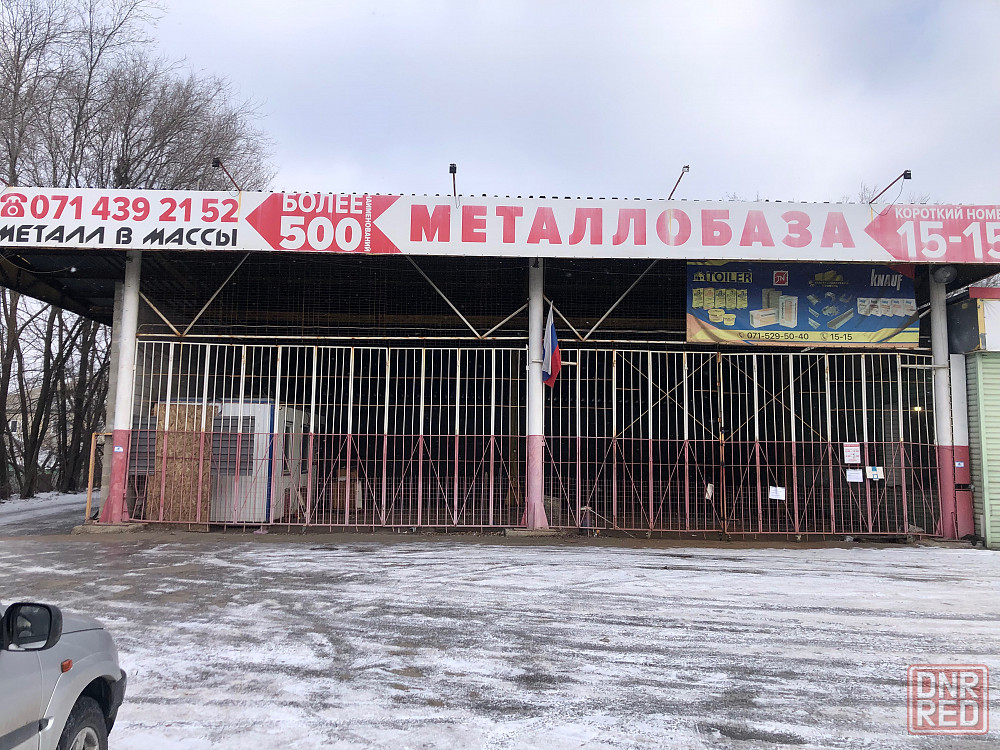 ☎071 439 21 52
МЕТАЛЛ В МАССЫ
БОЛЕЕ
500
НАИМЕНОВАНИЙ
МЕТАЛЛОБАЗА
КОРОТКИЙ НОМЕ
15-15
TOILER
KNAUF
071-529-50-40
15-15
DNR
RED